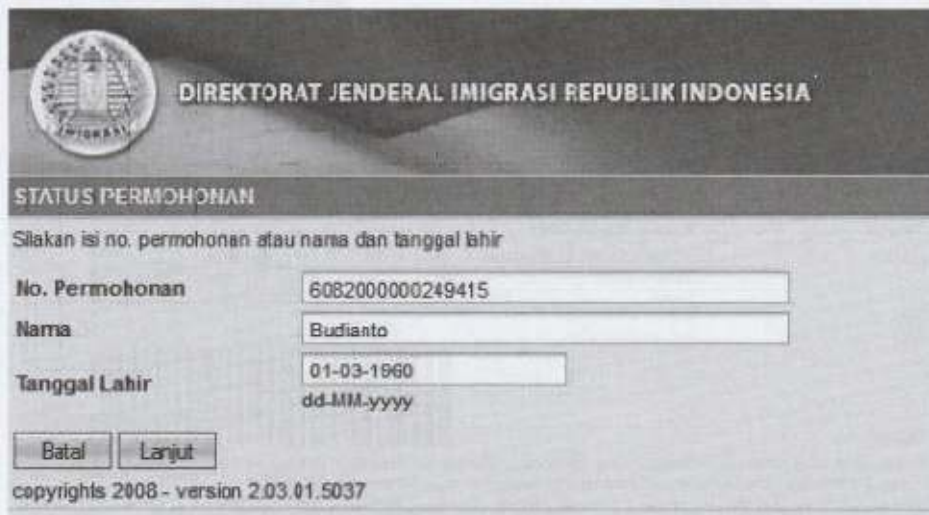 IMIGRASI
DIREKTORAT JENDERAL IMIGRASI REPUBLIK INDONESIA
STATUS PERMOHONAN
Silakan isi no. permohonan atau nama dan tanggal lahir
No. Permohonan 6082000000249415
Nama Budianto
Tanggal Lahir 01-03-1960
dd-MM-yyyy
Batal Lanjut
copyrights 2008 - version 2.03.01.5037